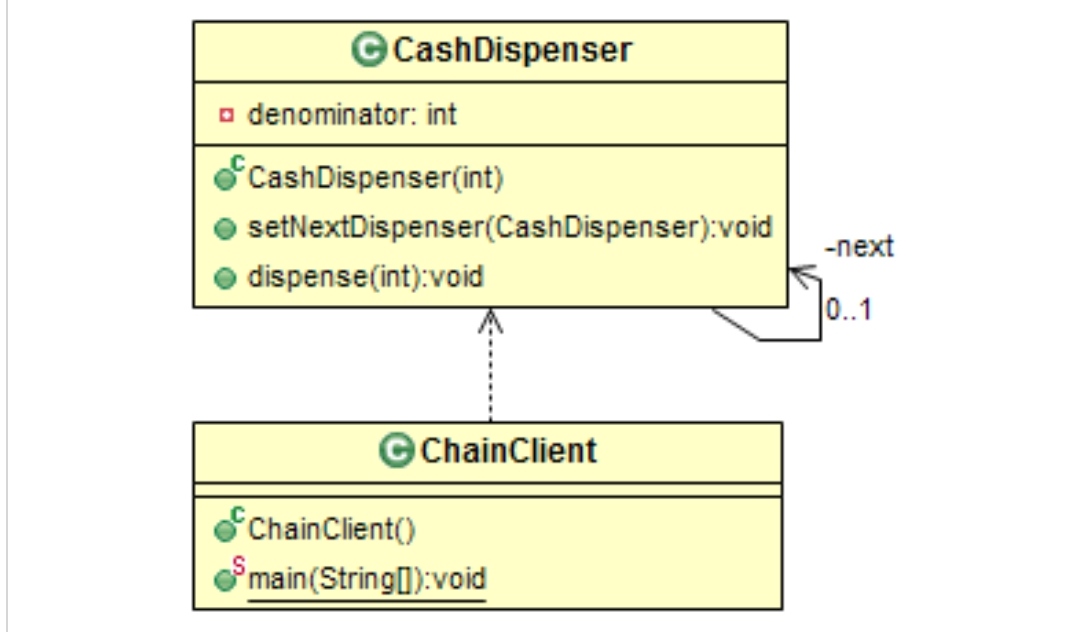 C CashDispenser
denominator: int
C CashDispenser(int)
setNextDispenser(CashDispenser):void
dispense(int):void
-next
0..1
C ChainClient
C ChainClient()
S main(String[]):void